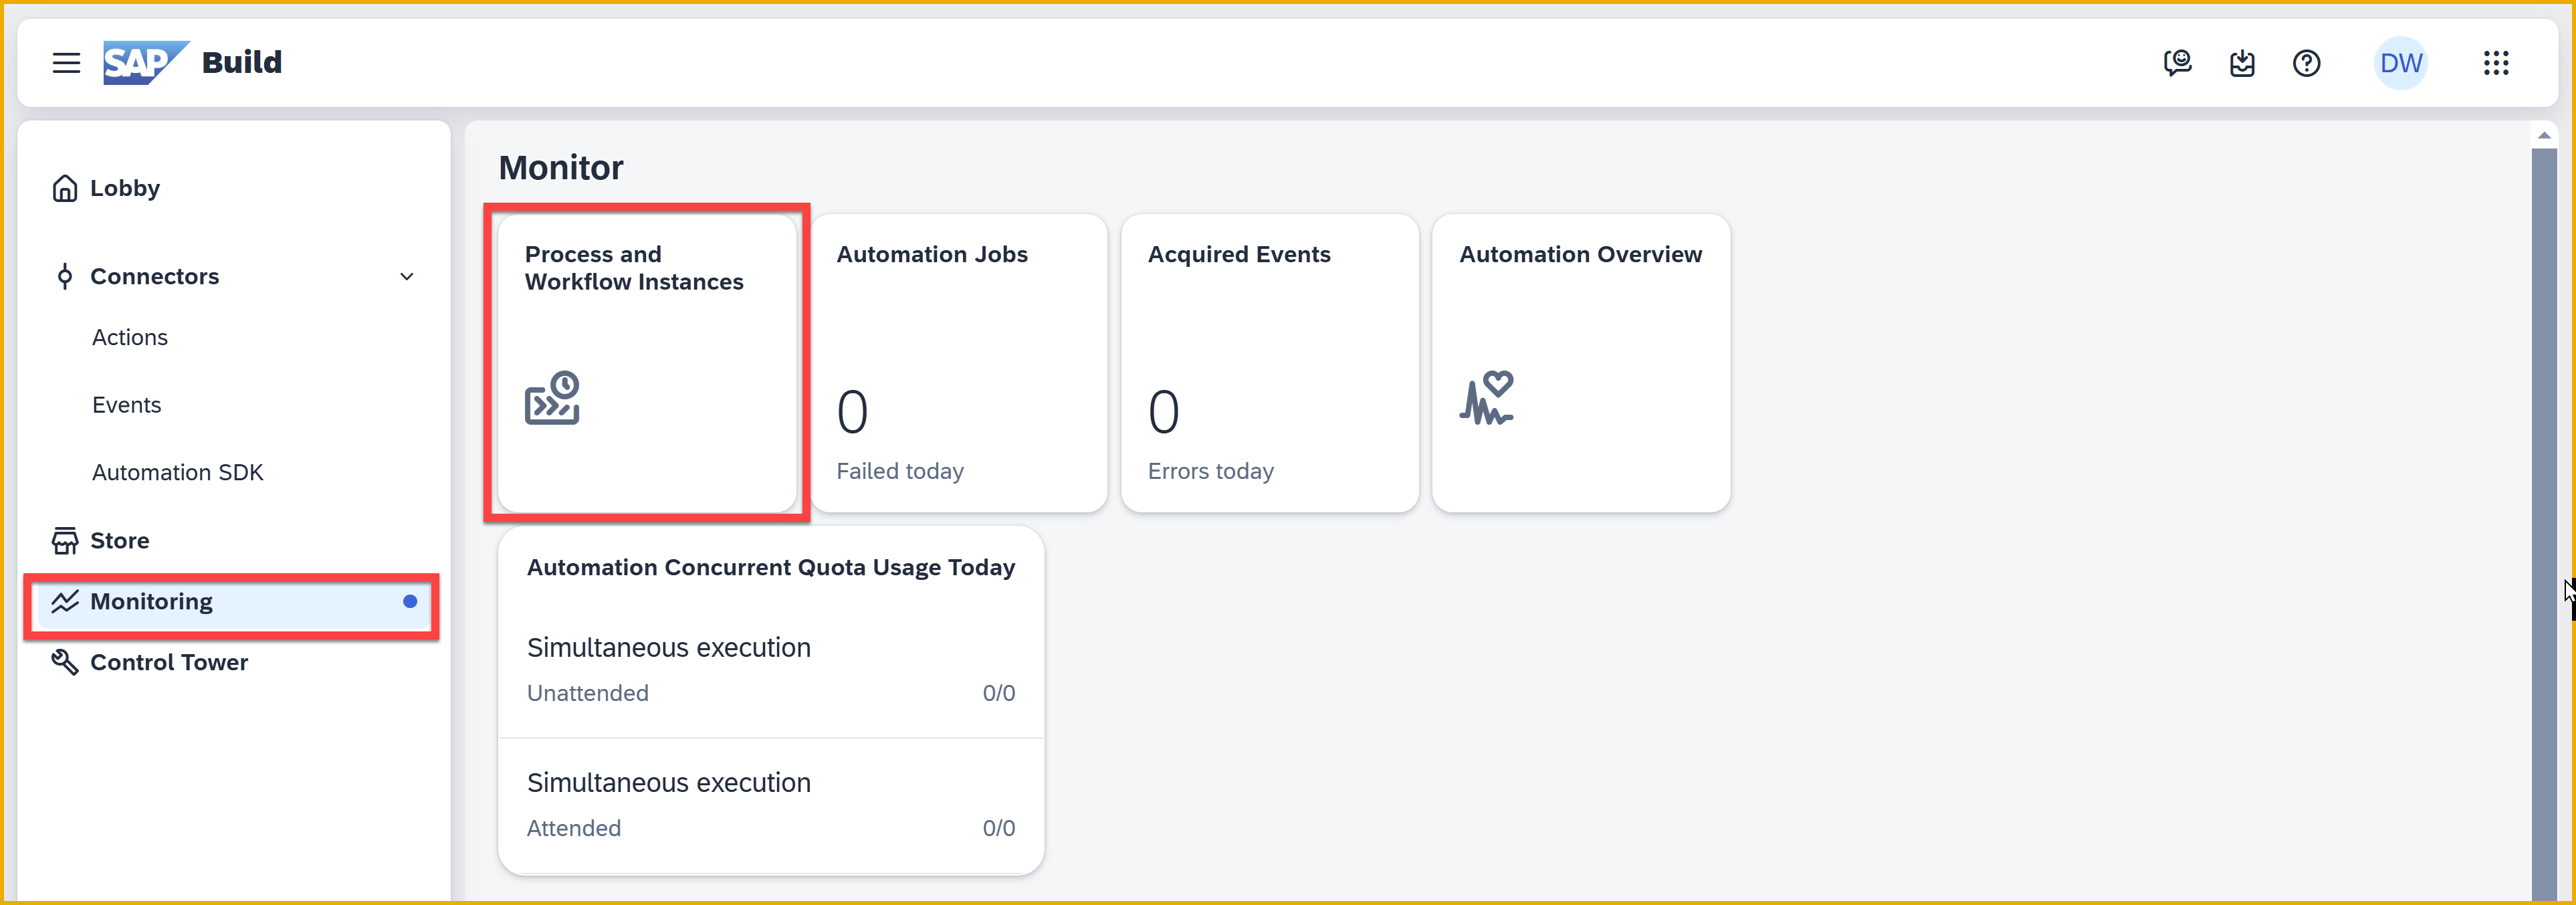 SAP Build
DW
Lobby
Connectors
Actions
Events
Automation SDK
Store
Monitoring
Control Tower
Monitor
Process and
Workflow Instances
Automation Jobs
0
Failed today
Acquired Events
0
Errors today
Automation Overview
Automation Concurrent Quota Usage Today
Simultaneous execution
Unattended 0/0
Simultaneous execution
Attended 0/0